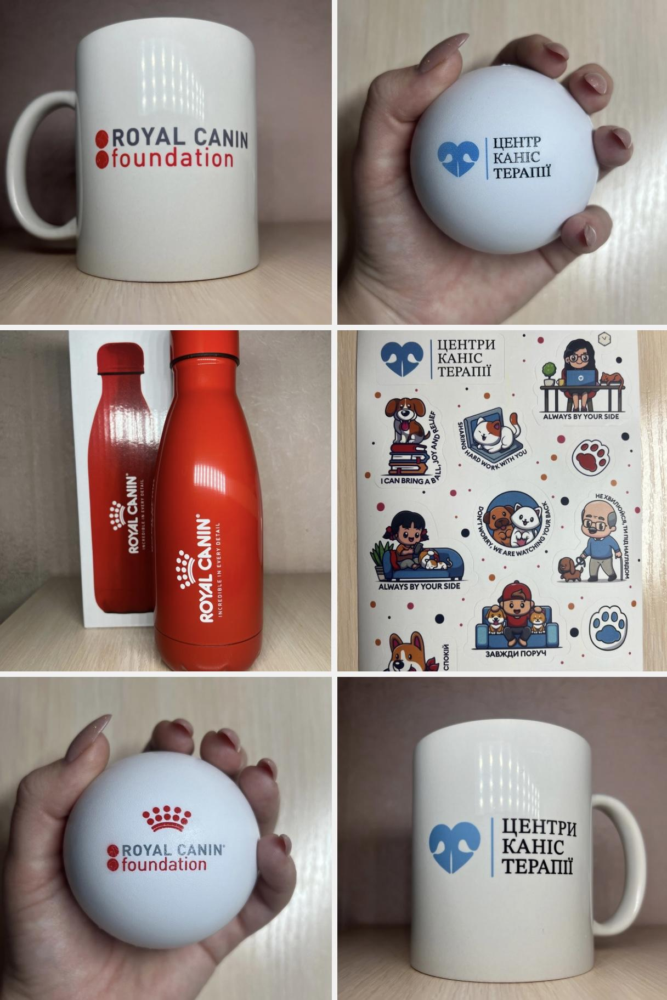 ROYAL CANIN
foundation
ЦЕНТР
КАНІС
ТЕРАПІЇ
ROYAL CANIN®
INCREDIBLE IN EVERY DETAIL
ROYAL CANIN®
INCREDIBLE IN EVERY DETAIL
ЦЕНТРИ
КАНІС
ТЕРАПІЇ
ALWAYS BY YOUR SIDE
I CAN BRING A BALL, JOY AND RELIEF
SHARING HARD WORK WITH YOU
ALWAYS BY YOUR SIDE
DON'T WORRY, WE ARE WATCHING YOUR BACK
НЕ ХВИЛЮЙСЯ, ТИ ПІД НАГЛЯДОМ
ЗАВЖДИ ПОРУЧ
СПОКІЙ
ROYAL CANIN®
foundation
ЦЕНТРИ
КАНІС
ТЕРАПІЇ